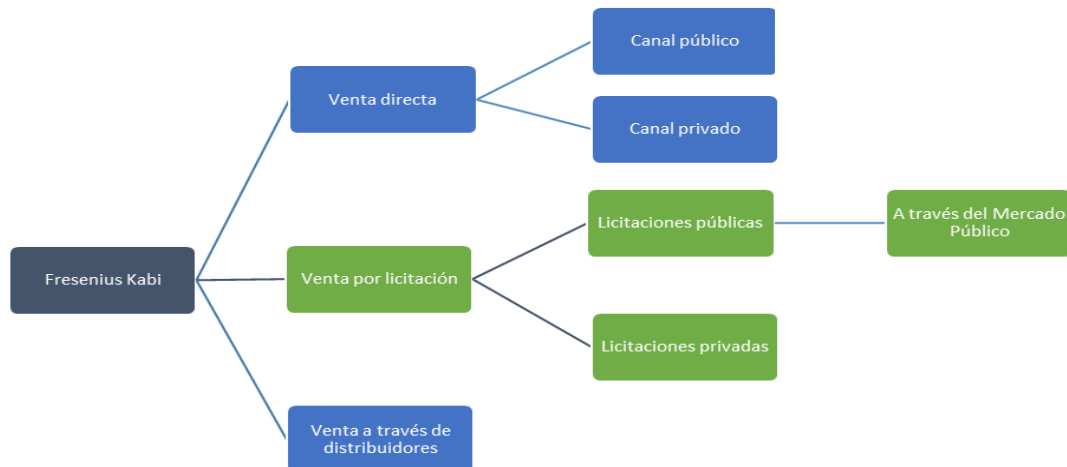 Canal público
Venta directa
Canal privado
Licitaciones públicas
A través del Mercado
Público
Fresenius Kabi
Venta por licitación
Licitaciones privadas
Venta a través de
distribuidores